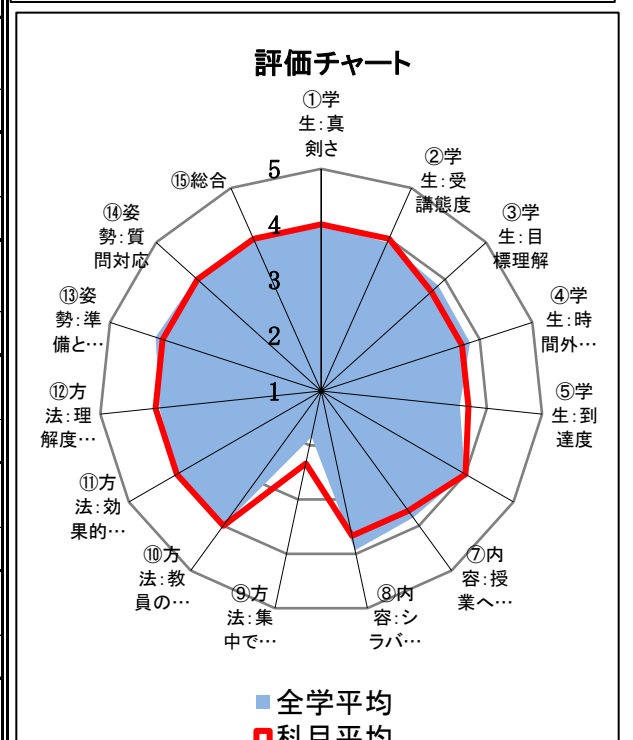 評価チャート
①学
生:真
剣さ
②学
生:受
講態度
③学
生:目
標理解
④学
生:時
間外…
⑤学
生:到
達度
⑦内
容:授
業へ…
⑧内
容:シ
ラバ…
⑨方
法:集
中で…
⑩方
法:教
員の…
⑪方
法:効
果的…
⑫方
法:理
解度…
⑬姿
勢:準
備と…
⑭姿
勢:質
問対応
⑮総合
5
4
3
2
1
全学平均
科目平均